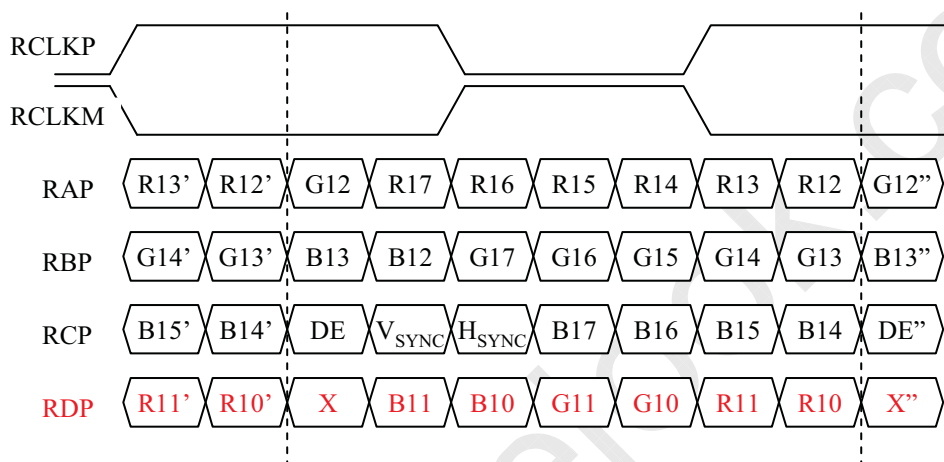 RCLKP
RCLKM
RAP R13’ R12’ G12 R17 R16 R15 R14 R13 R12 G12”
RBP G14’ G13’ B13 B12 G17 G16 G15 G14 G13 B13”
RCP B15’ B14’ DE VSYNC HSYNC B17 B16 B15 B14 DE”
RDP R11’ R10’ X B11 B10 G11 G10 R11 R10 X”